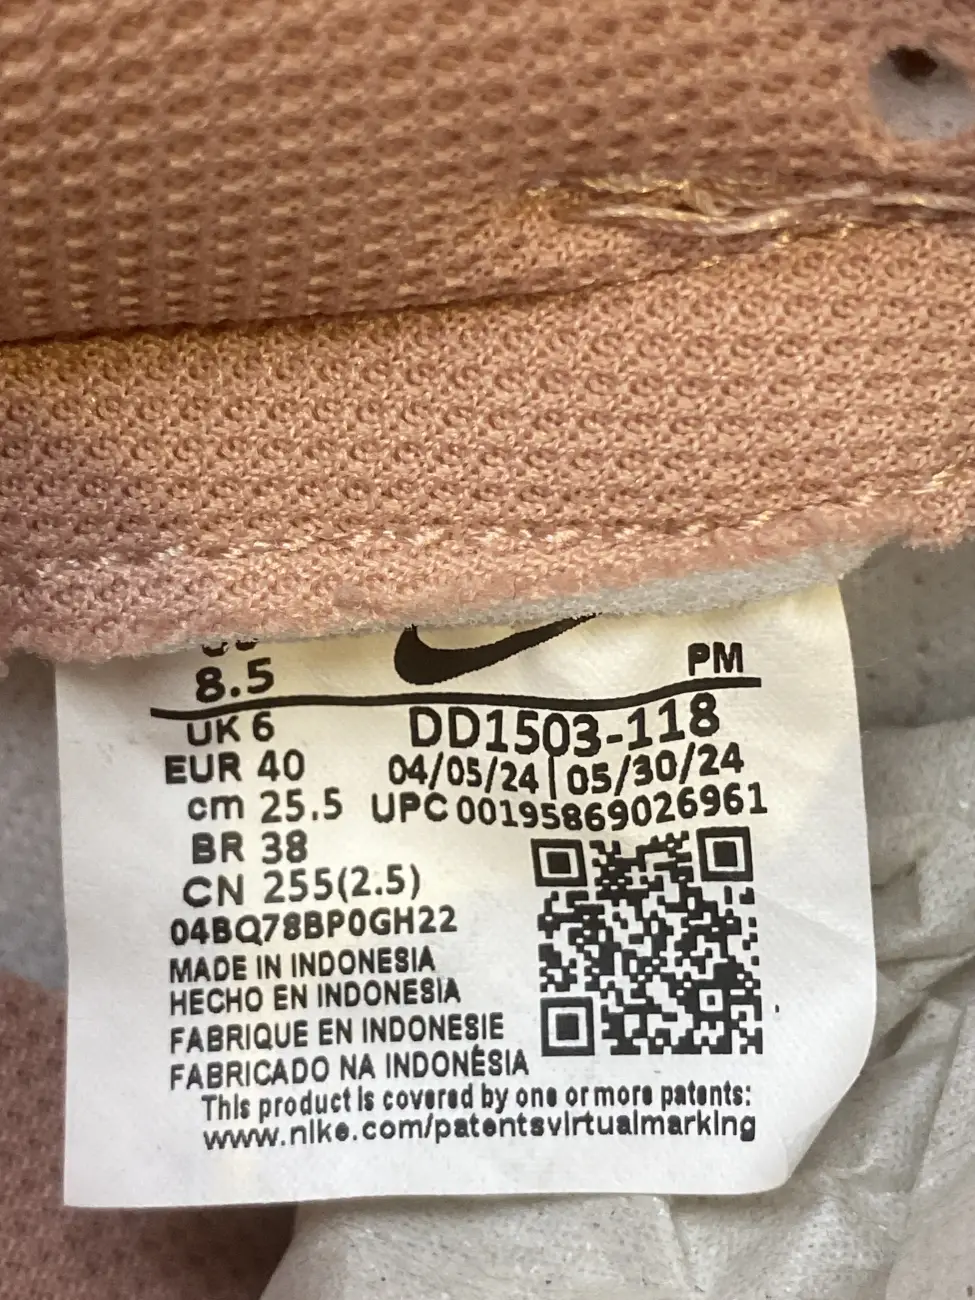 8.5 PM
UK 6 DD1503-118
EUR 40 04/05/24 | 05/30/24
cm 25.5 UPC 00195869026961
BR 38
CN 255(2.5)
04BQ78BP0GH22
MADE IN INDONESIA
HECHO EN INDONESIA
FABRIQUE EN INDONESIE
FABRICADO NA INDONÉSIA
This product is covered by one or more patents:
www.nike.com/patentsvirtualmarking